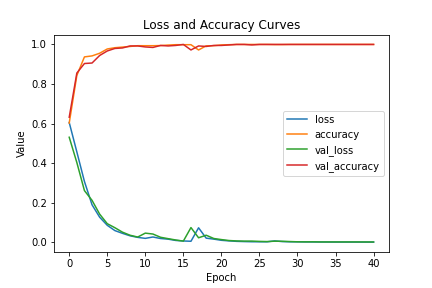 Loss and Accuracy Curves
1.0
0.8
0.6
0.4
0.2
0.0
Value
loss
accuracy
val_loss
val_accuracy
0 5 10 15 20 25 30 35 40
Epoch